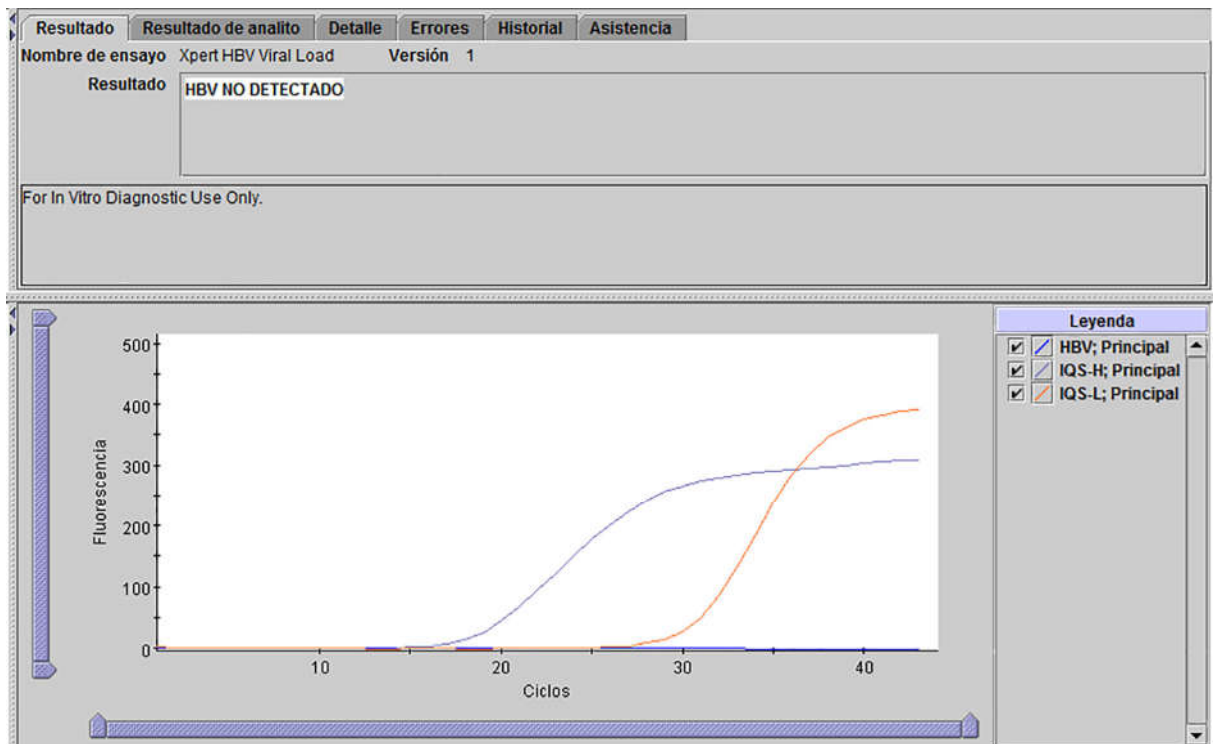 Resultado Resultado de analito Detalle Errores Historial Asistencia
Nombre de ensayo Xpert HBV Viral Load Versión 1
Resultado HBV NO DETECTADO
For In Vitro Diagnostic Use Only.
Leyenda
HBV; Principal
IQS-H; Principal
IQS-L; Principal
Fluorescencia
500
400
300
200
100
0
10 20 30 40
Ciclos